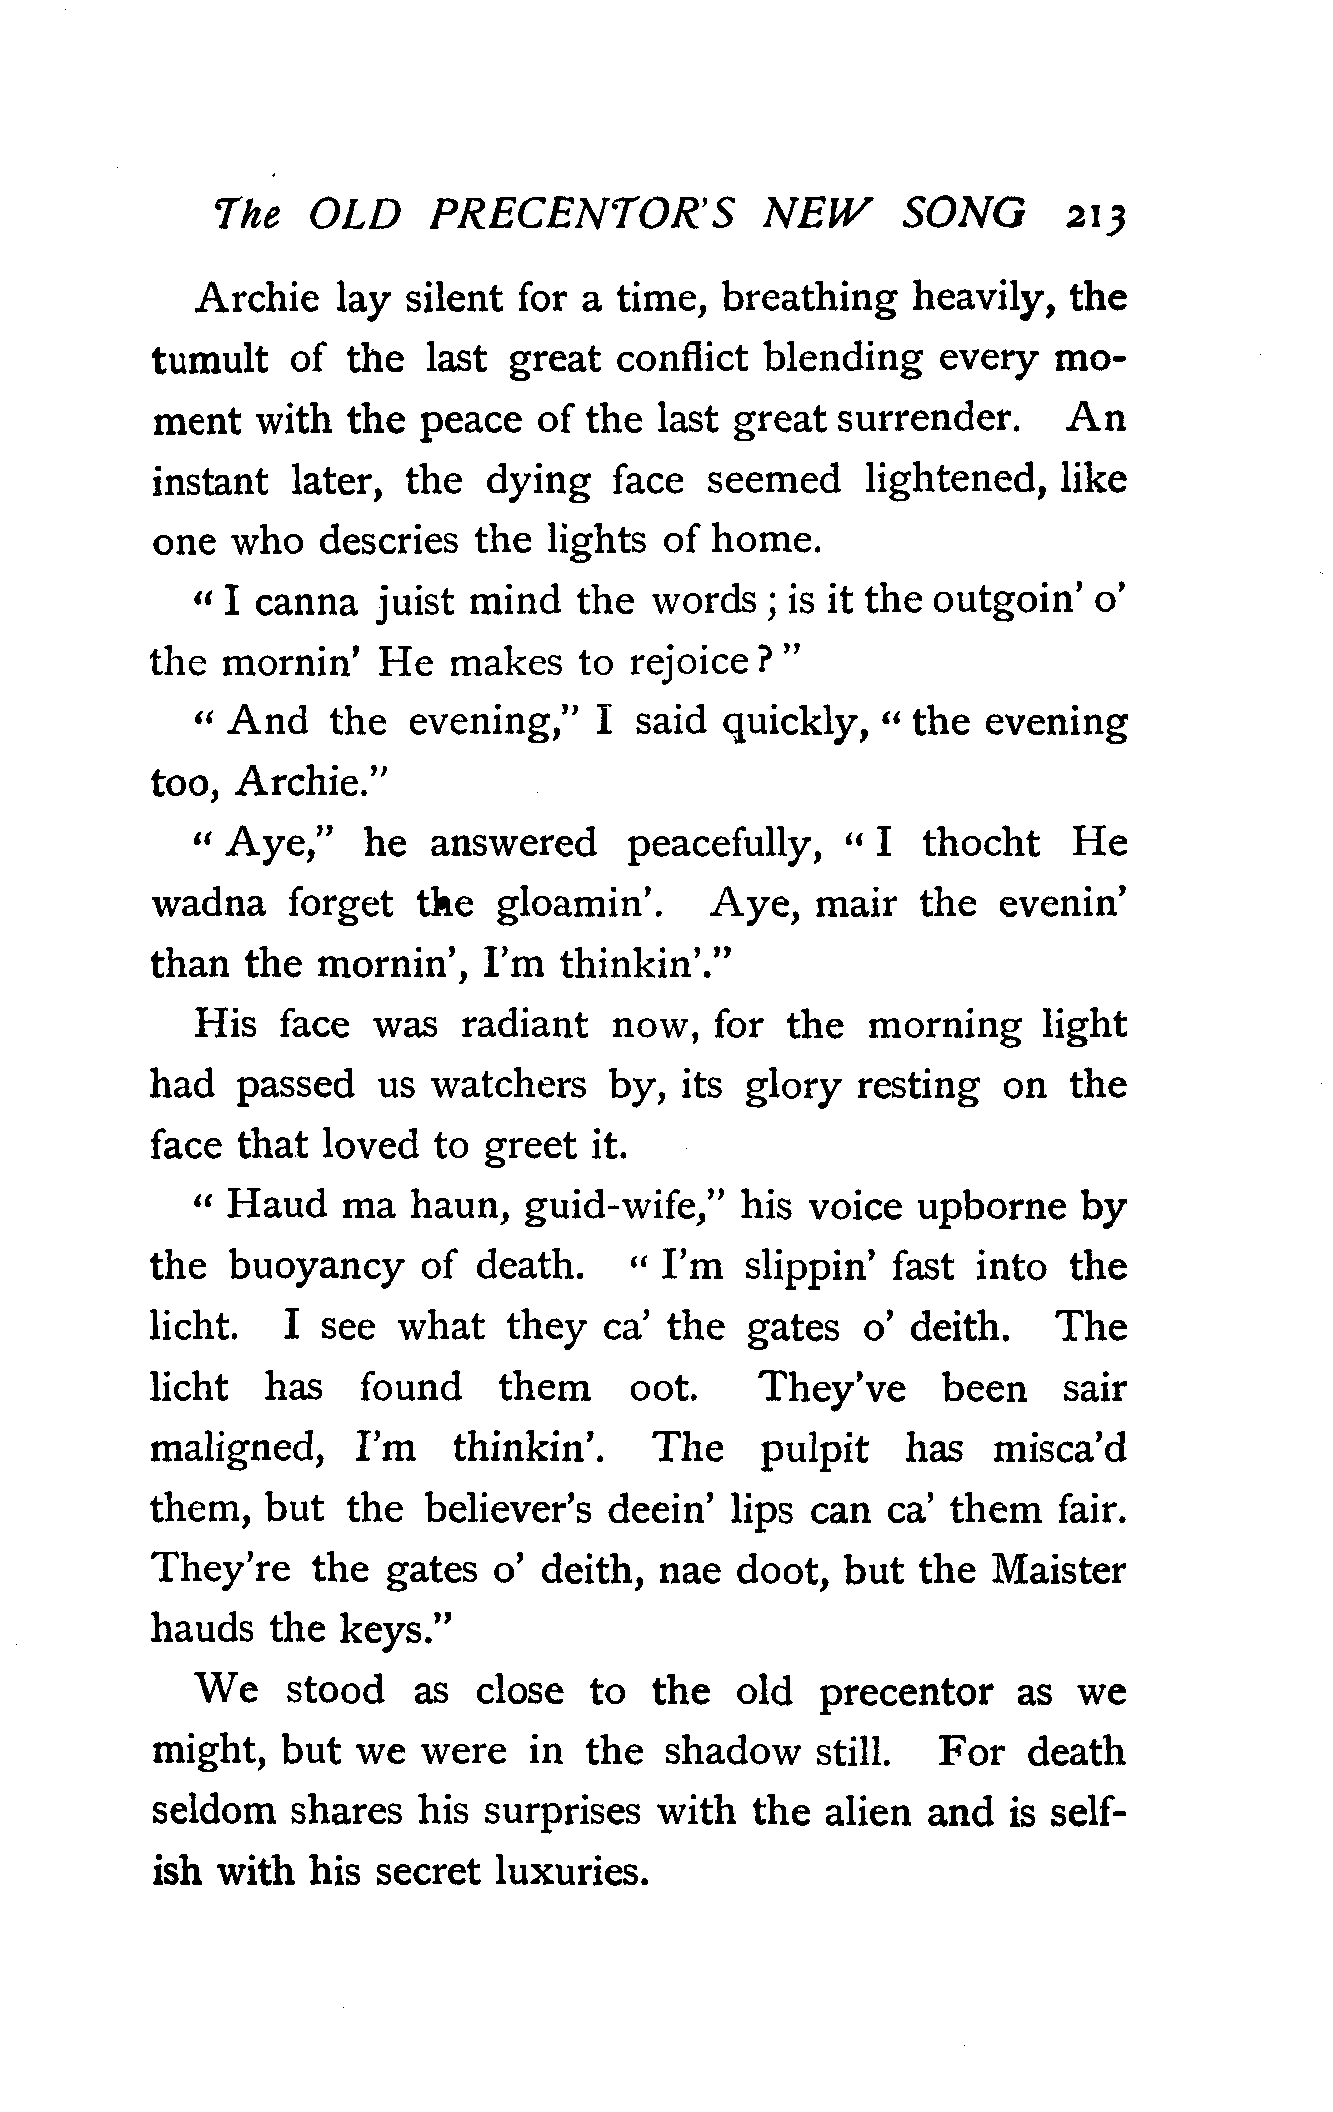 The OLD PRECENTOR'S NEW SONG 213
Archie lay silent for a time, breathing heavily, the
tumult of the last great conflict blending every mo-
ment with the peace of the last great surrender. An
instant later, the dying face seemed lightened, like
one who descries the lights of home.
" I canna juist mind the words ; is it the outgoin' o'
the mornin' He makes to rejoice ? "
" And the evening," I said quickly, " the evening
too, Archie."
" Aye," he answered peacefully, " I thocht He
wadna forget the gloamin'. Aye, mair the evenin'
than the mornin', I'm thinkin'."
His face was radiant now, for the morning light
had passed us watchers by, its glory resting on the
face that loved to greet it.
" Haud ma haun, guid-wife," his voice upborne by
the buoyancy of death. " I'm slippin' fast into the
licht. I see what they ca' the gates o' deith. The
licht has found them oot. They've been sair
maligned, I'm thinkin'. The pulpit has misca'd
them, but the believer's deein' lips can ca' them fair.
They're the gates o' deith, nae doot, but the Maister
hauds the keys."
We stood as close to the old precentor as we
might, but we were in the shadow still. For death
seldom shares his surprises with the alien and is self-
ish with his secret luxuries.